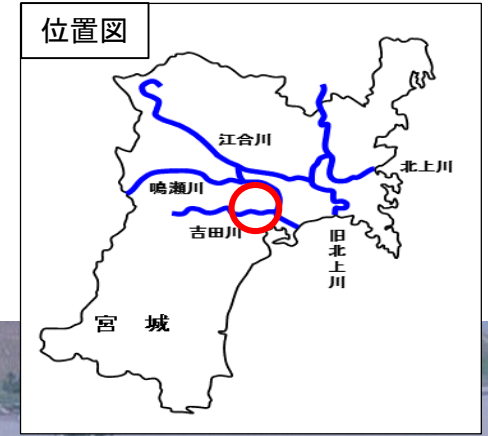 位置図
江合川
北上川
鳴瀬川
吉田川
旧北上川
宮城